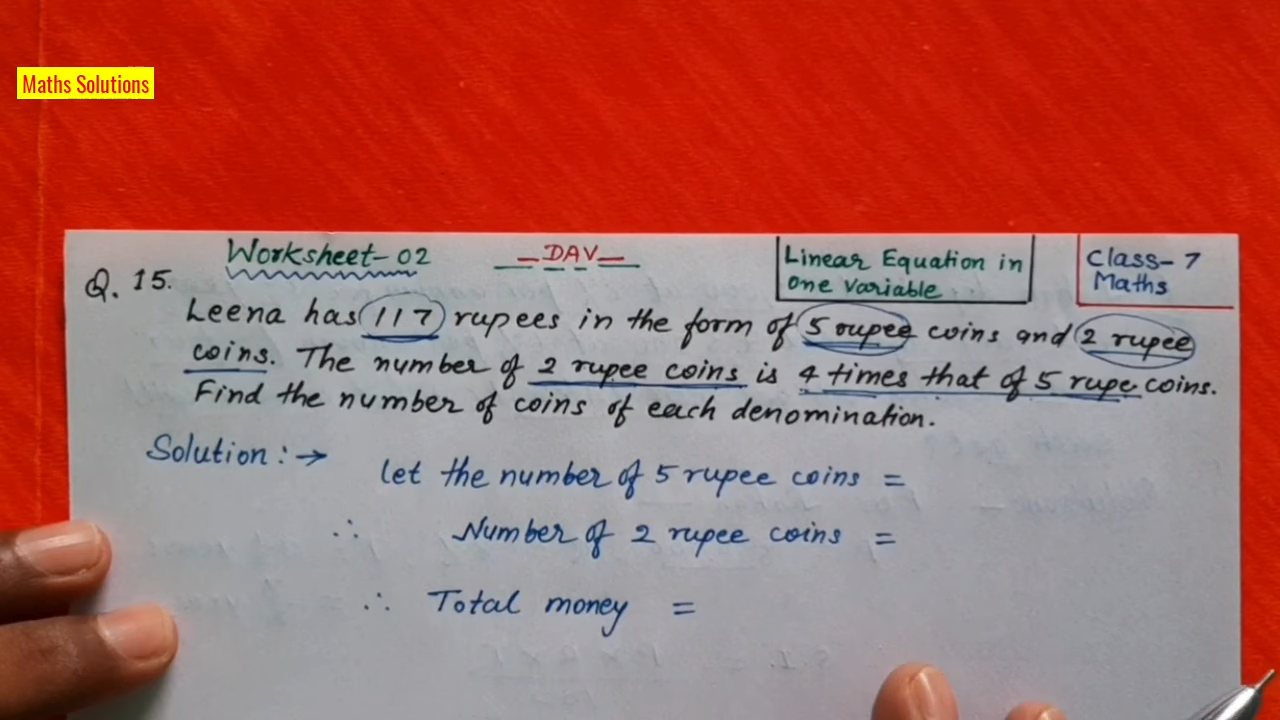 Maths Solutions
Worksheet-02
DAV
Linear Equation in
one variable
Class-7
Maths
Q. 15.
Leena has 117 rupees in the form of 5 rupee coins and 2 rupee
coins. The number of 2 rupee coins is 4 times that of 5 rupe coins.
Find the number of coins of each denomination.
Solution :→
let the number of 5 rupee coins =
∴ Number of 2 rupee coins =
∴ Total money =